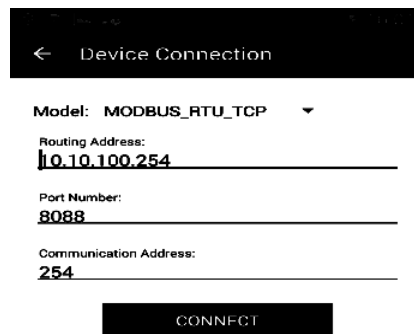 Device Connection
Model: MODBUS_RTU_TCP
Routing Address:
10.10.100.254
Port Number:
8088
Communication Address:
254
CONNECT